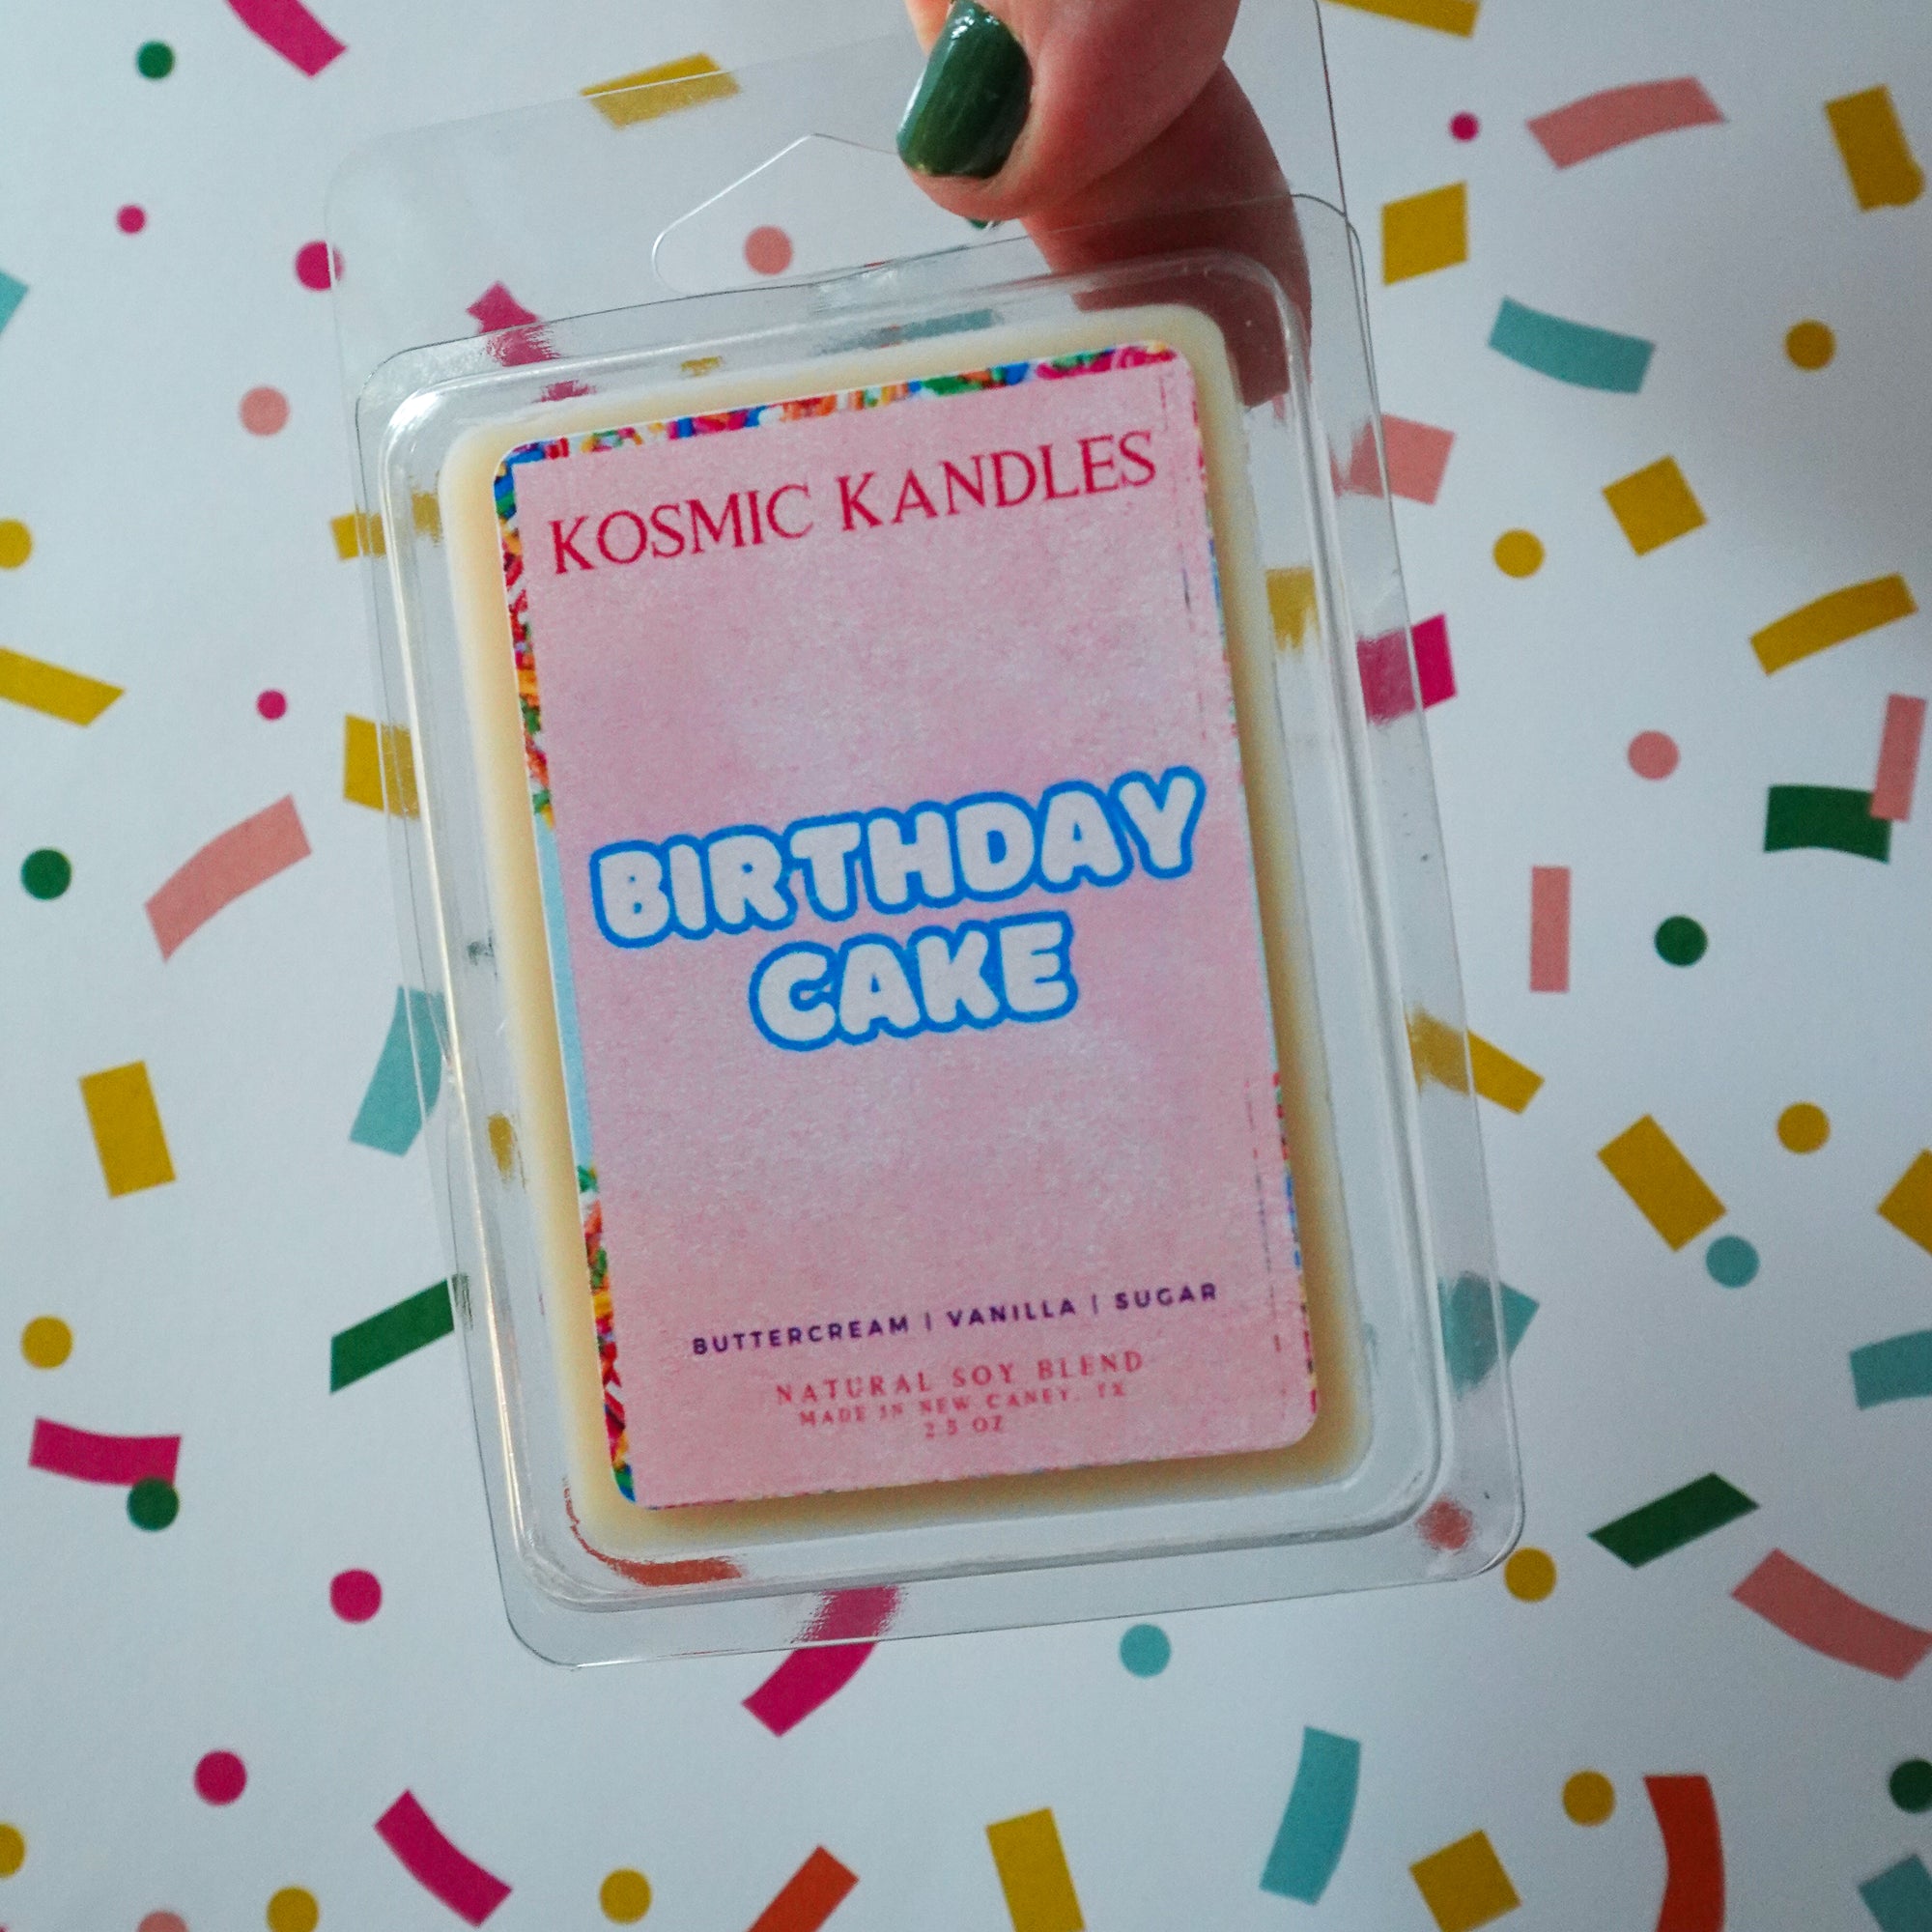 KOSMIC KANDLES
BIRTHDAY
CAKE
BUTTERCREAM | VANILLA | SUGAR
NATURAL SOY BLEND
MADE IN NEW CANEY, TX
2.5 OZ